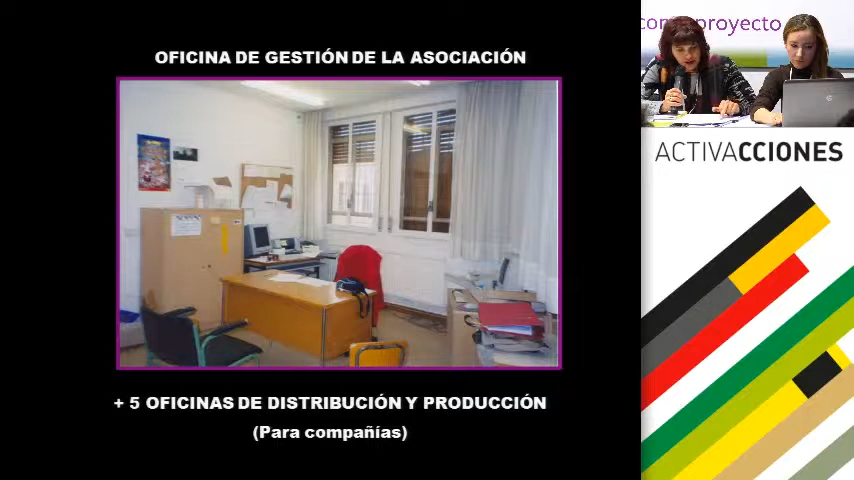 OFICINA DE GESTIÓN DE LA ASOCIACIÓN
+ 5 OFICINAS DE DISTRIBUCIÓN Y PRODUCCIÓN
(Para compañías)
proyecto
ACTIVACCIONES